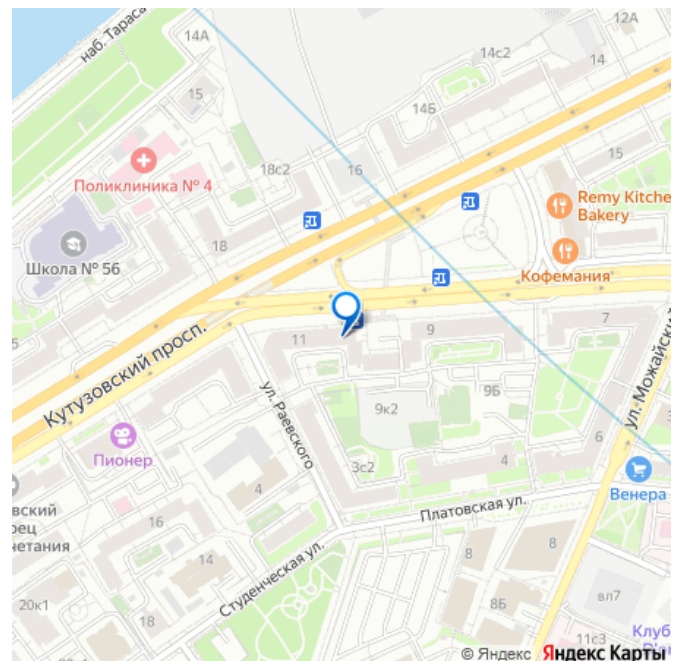 наб. Тараса
14А
12А
14с2
14
15
14Б
Поликлиника № 4
18с2
16
15
Remy Kitche
Bakery
18
Школа № 56
Кофемания
5
Кутузовский просп.
11
9
7
ул. Можайский
ул. Раевского
9Б
9к2
Пионер
6
3с2
4
4
Венера
Платовская ул.
вский
рец
нетания
16
14
8
8
Студенческая ул.
20к1
8Б
вл7
11с3
Клуб
© Яндекс Яндекс Карты